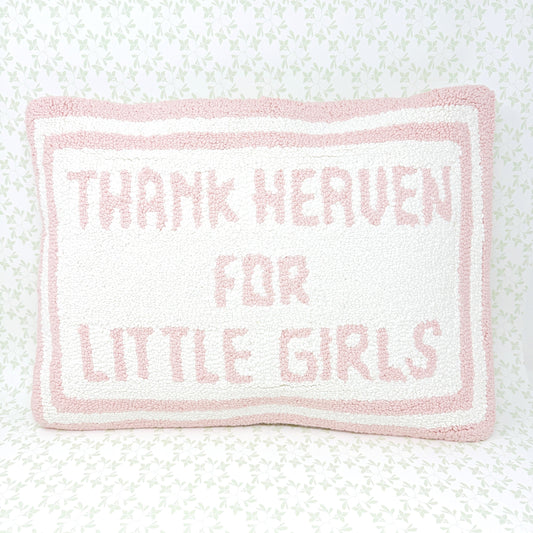 THANK HEAVEN
FOR
LITTLE GIRLS